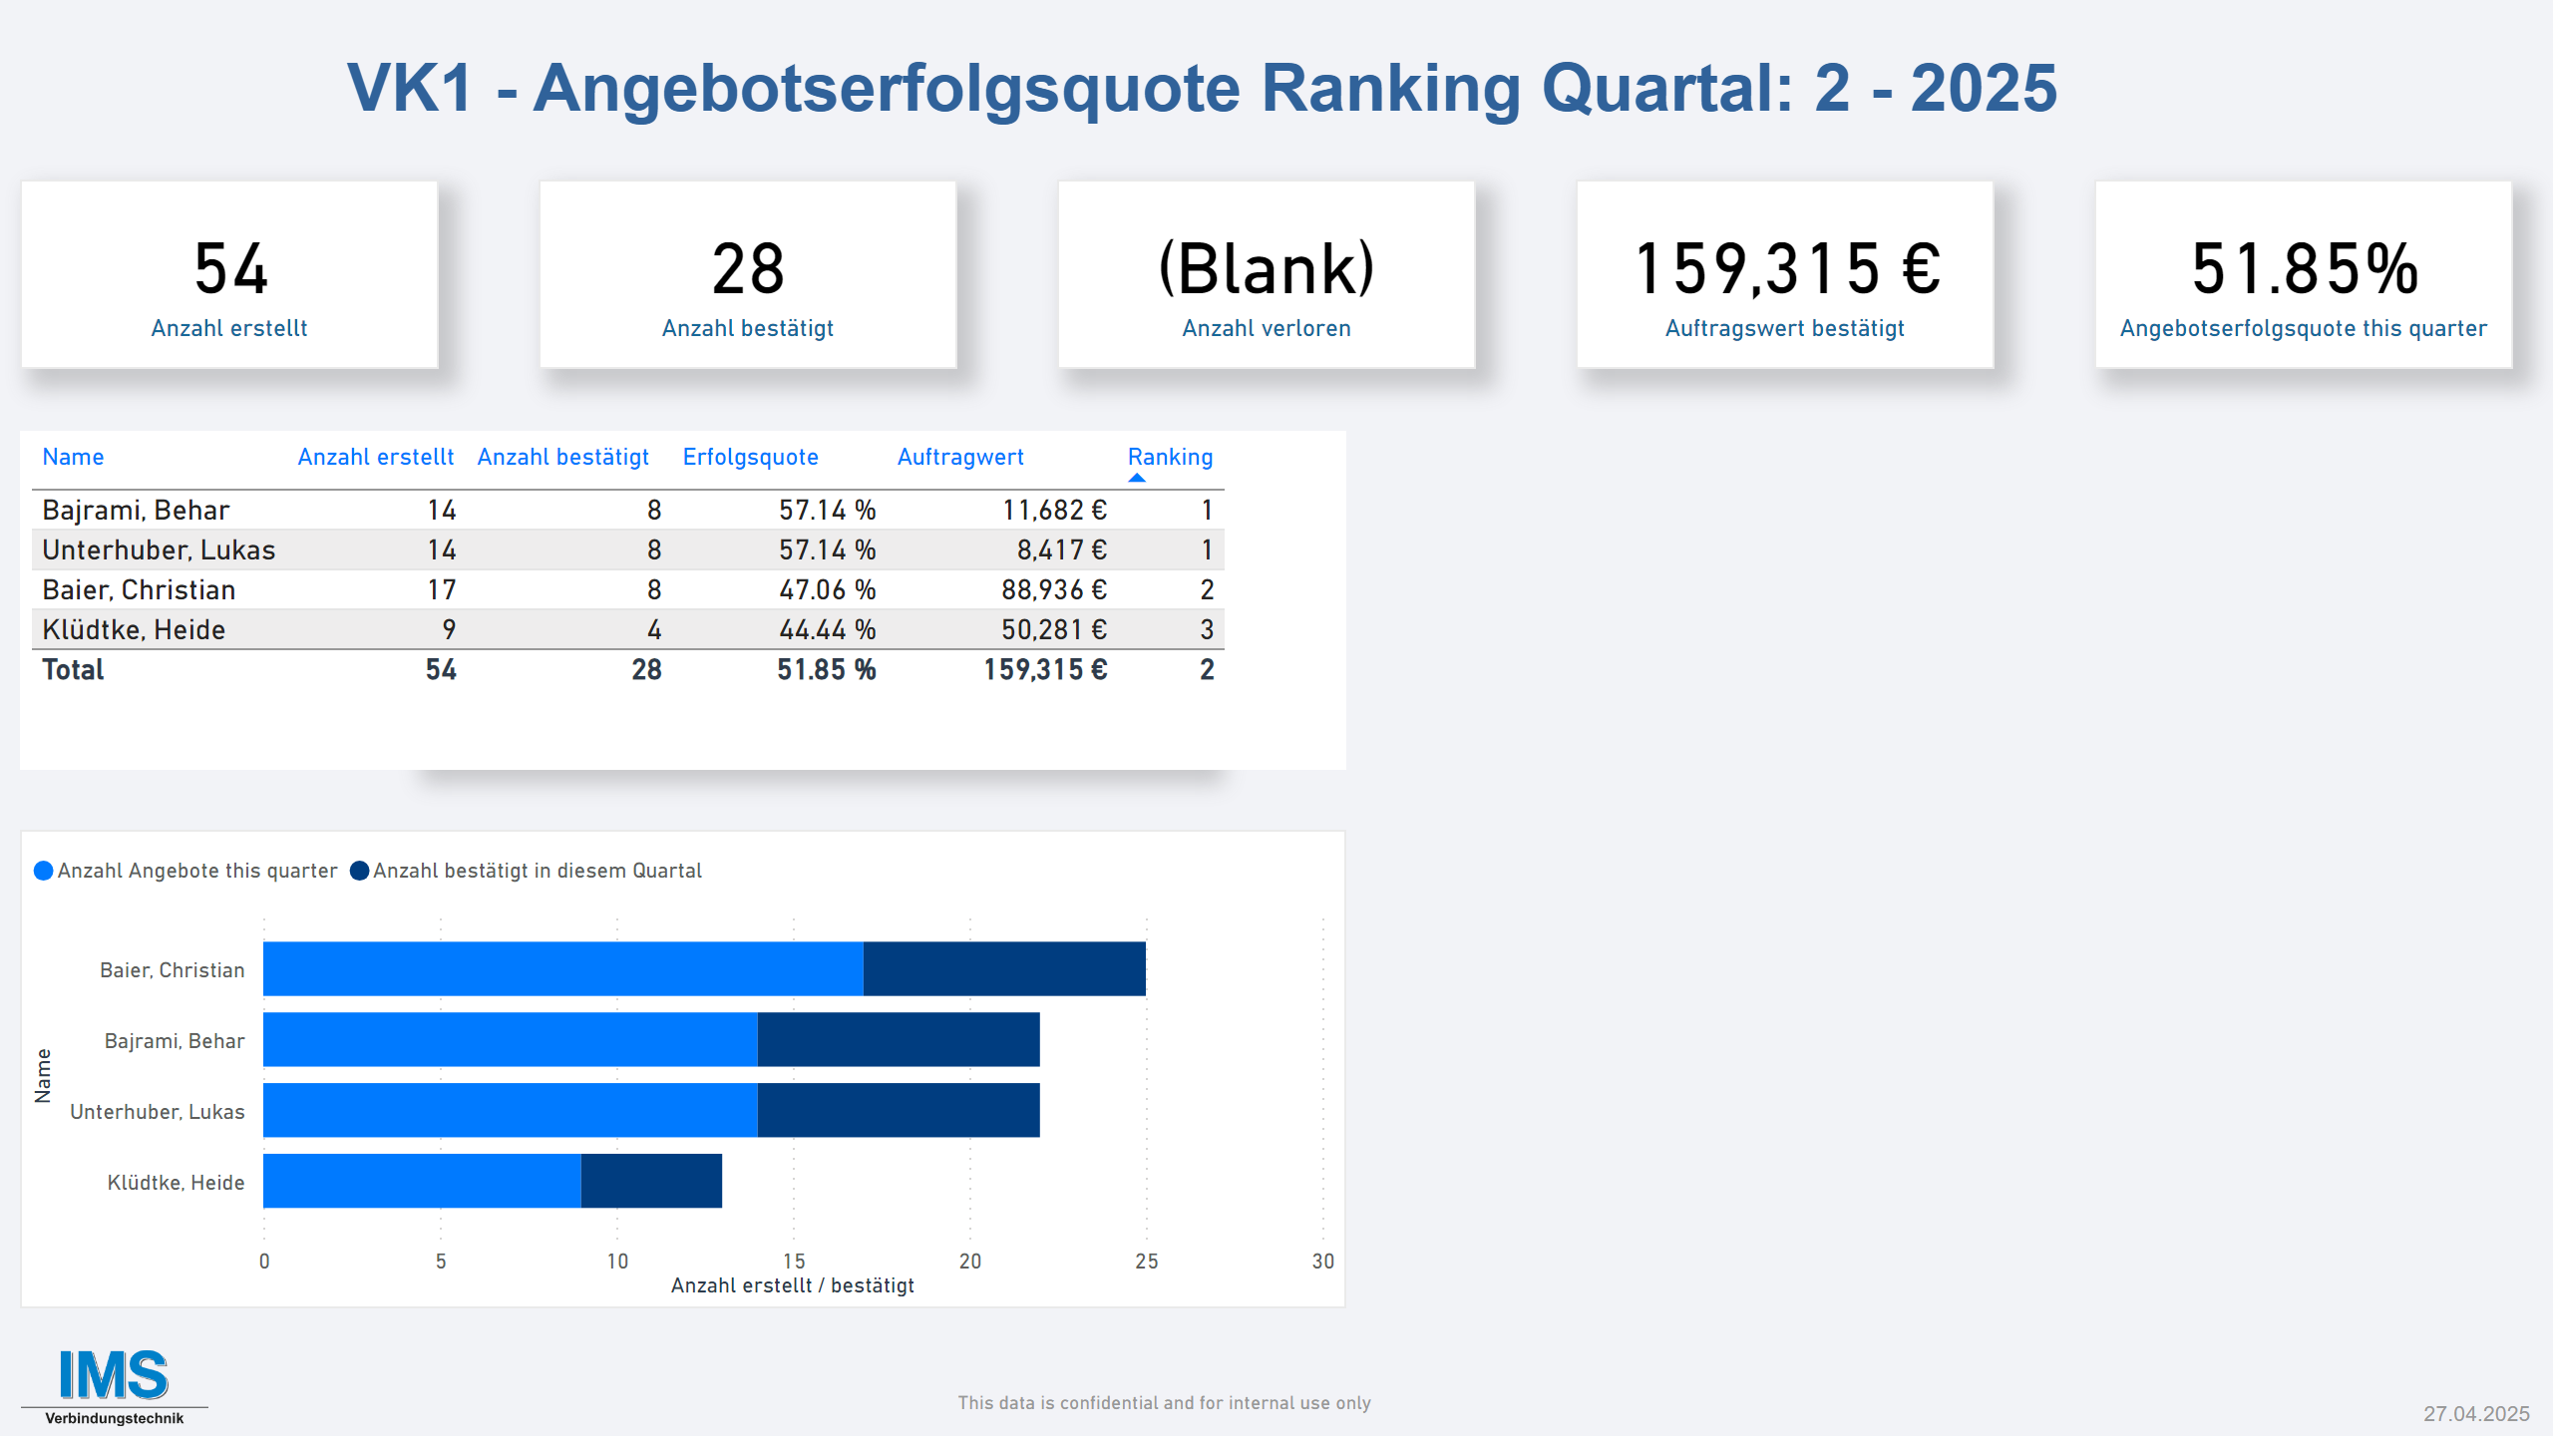 VK1 - Angebotserfolgsquote Ranking Quartal: 2 - 2025
54
Anzahl erstellt
28
Anzahl bestätigt
(Blank)
Anzahl verloren
159,315 €
Auftragswert bestätigt
51.85%
Angebotserfolgsquote this quarter
Name Anzahl erstellt Anzahl bestätigt Erfolgsquote Auftragwert Ranking
Bajrami, Behar 14 8 57.14 % 11,682 € 1
Unterhuber, Lukas 14 8 57.14 % 8,417 € 1
Baier, Christian 17 8 47.06 % 88,936 € 2
Klüdtke, Heide 9 4 44.44 % 50,281 € 3
Total 54 28 51.85 % 159,315 € 2
Anzahl Angebote this quarter Anzahl bestätigt in diesem Quartal
Name
Baier, Christian
Bajrami, Behar
Unterhuber, Lukas
Klüdtke, Heide
0 5 10 15 20 25 30
Anzahl erstellt / bestätigt
IMS
Verbindungstechnik
This data is confidential and for internal use only
27.04.2025